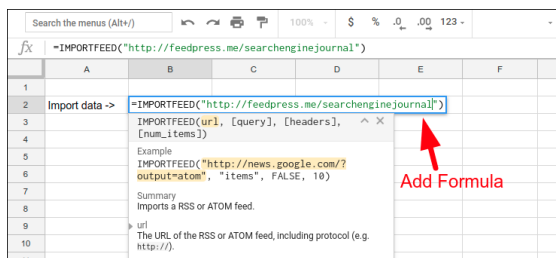 Search the menus (Alt+/) 100% $ % .0 .00 123
fx =IMPORTFEED("http://feedpress.me/searchenginejournal")
A B C D E F
1
2 Import data -> =IMPORTFEED("http://feedpress.me/searchenginejournal")
3 IMPORTFEED(url, [query], [headers], X
4 [num_items])
5 Example
IMPORTFEED("http://news.google.com/?
6 output=atom", "items", FALSE, 10)
Add Formula
7 Summary
8 Imports a RSS or ATOM feed.
9 url
The URL of the RSS or ATOM feed, including protocol (e.g.
10 http://).